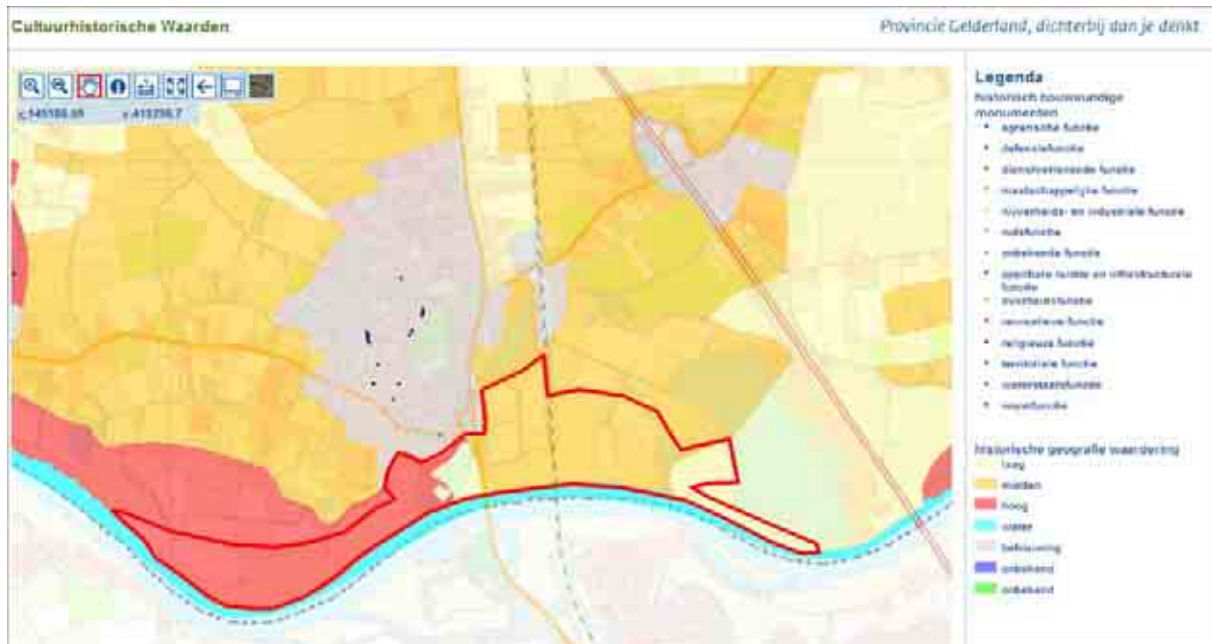 Cultuurhistorische Waarden
Provincie Gelderland, dichterbij dan je denkt
Legenda
historisch bouwkundige
monumenten
agrarische functie
defensiefunctie
dienstverlenende functie
maatschappelijke functie
nijverheids- en industriële functie
onbekende functie
openbare ruimte en infrastructurele
functie
overheidsfunctie
recreatieve functie
religieuze functie
territoriale functie
waterstaatsfunctie
woonfunctie
historische geografie waardering
laag
midden
hoog
water
bebouwing
onbekend
onbekend